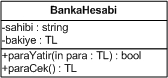 BankaHesabi
-sahibi : string
-bakiye : TL
+paraYatir(in para : TL) : bool
+paraCek() : TL